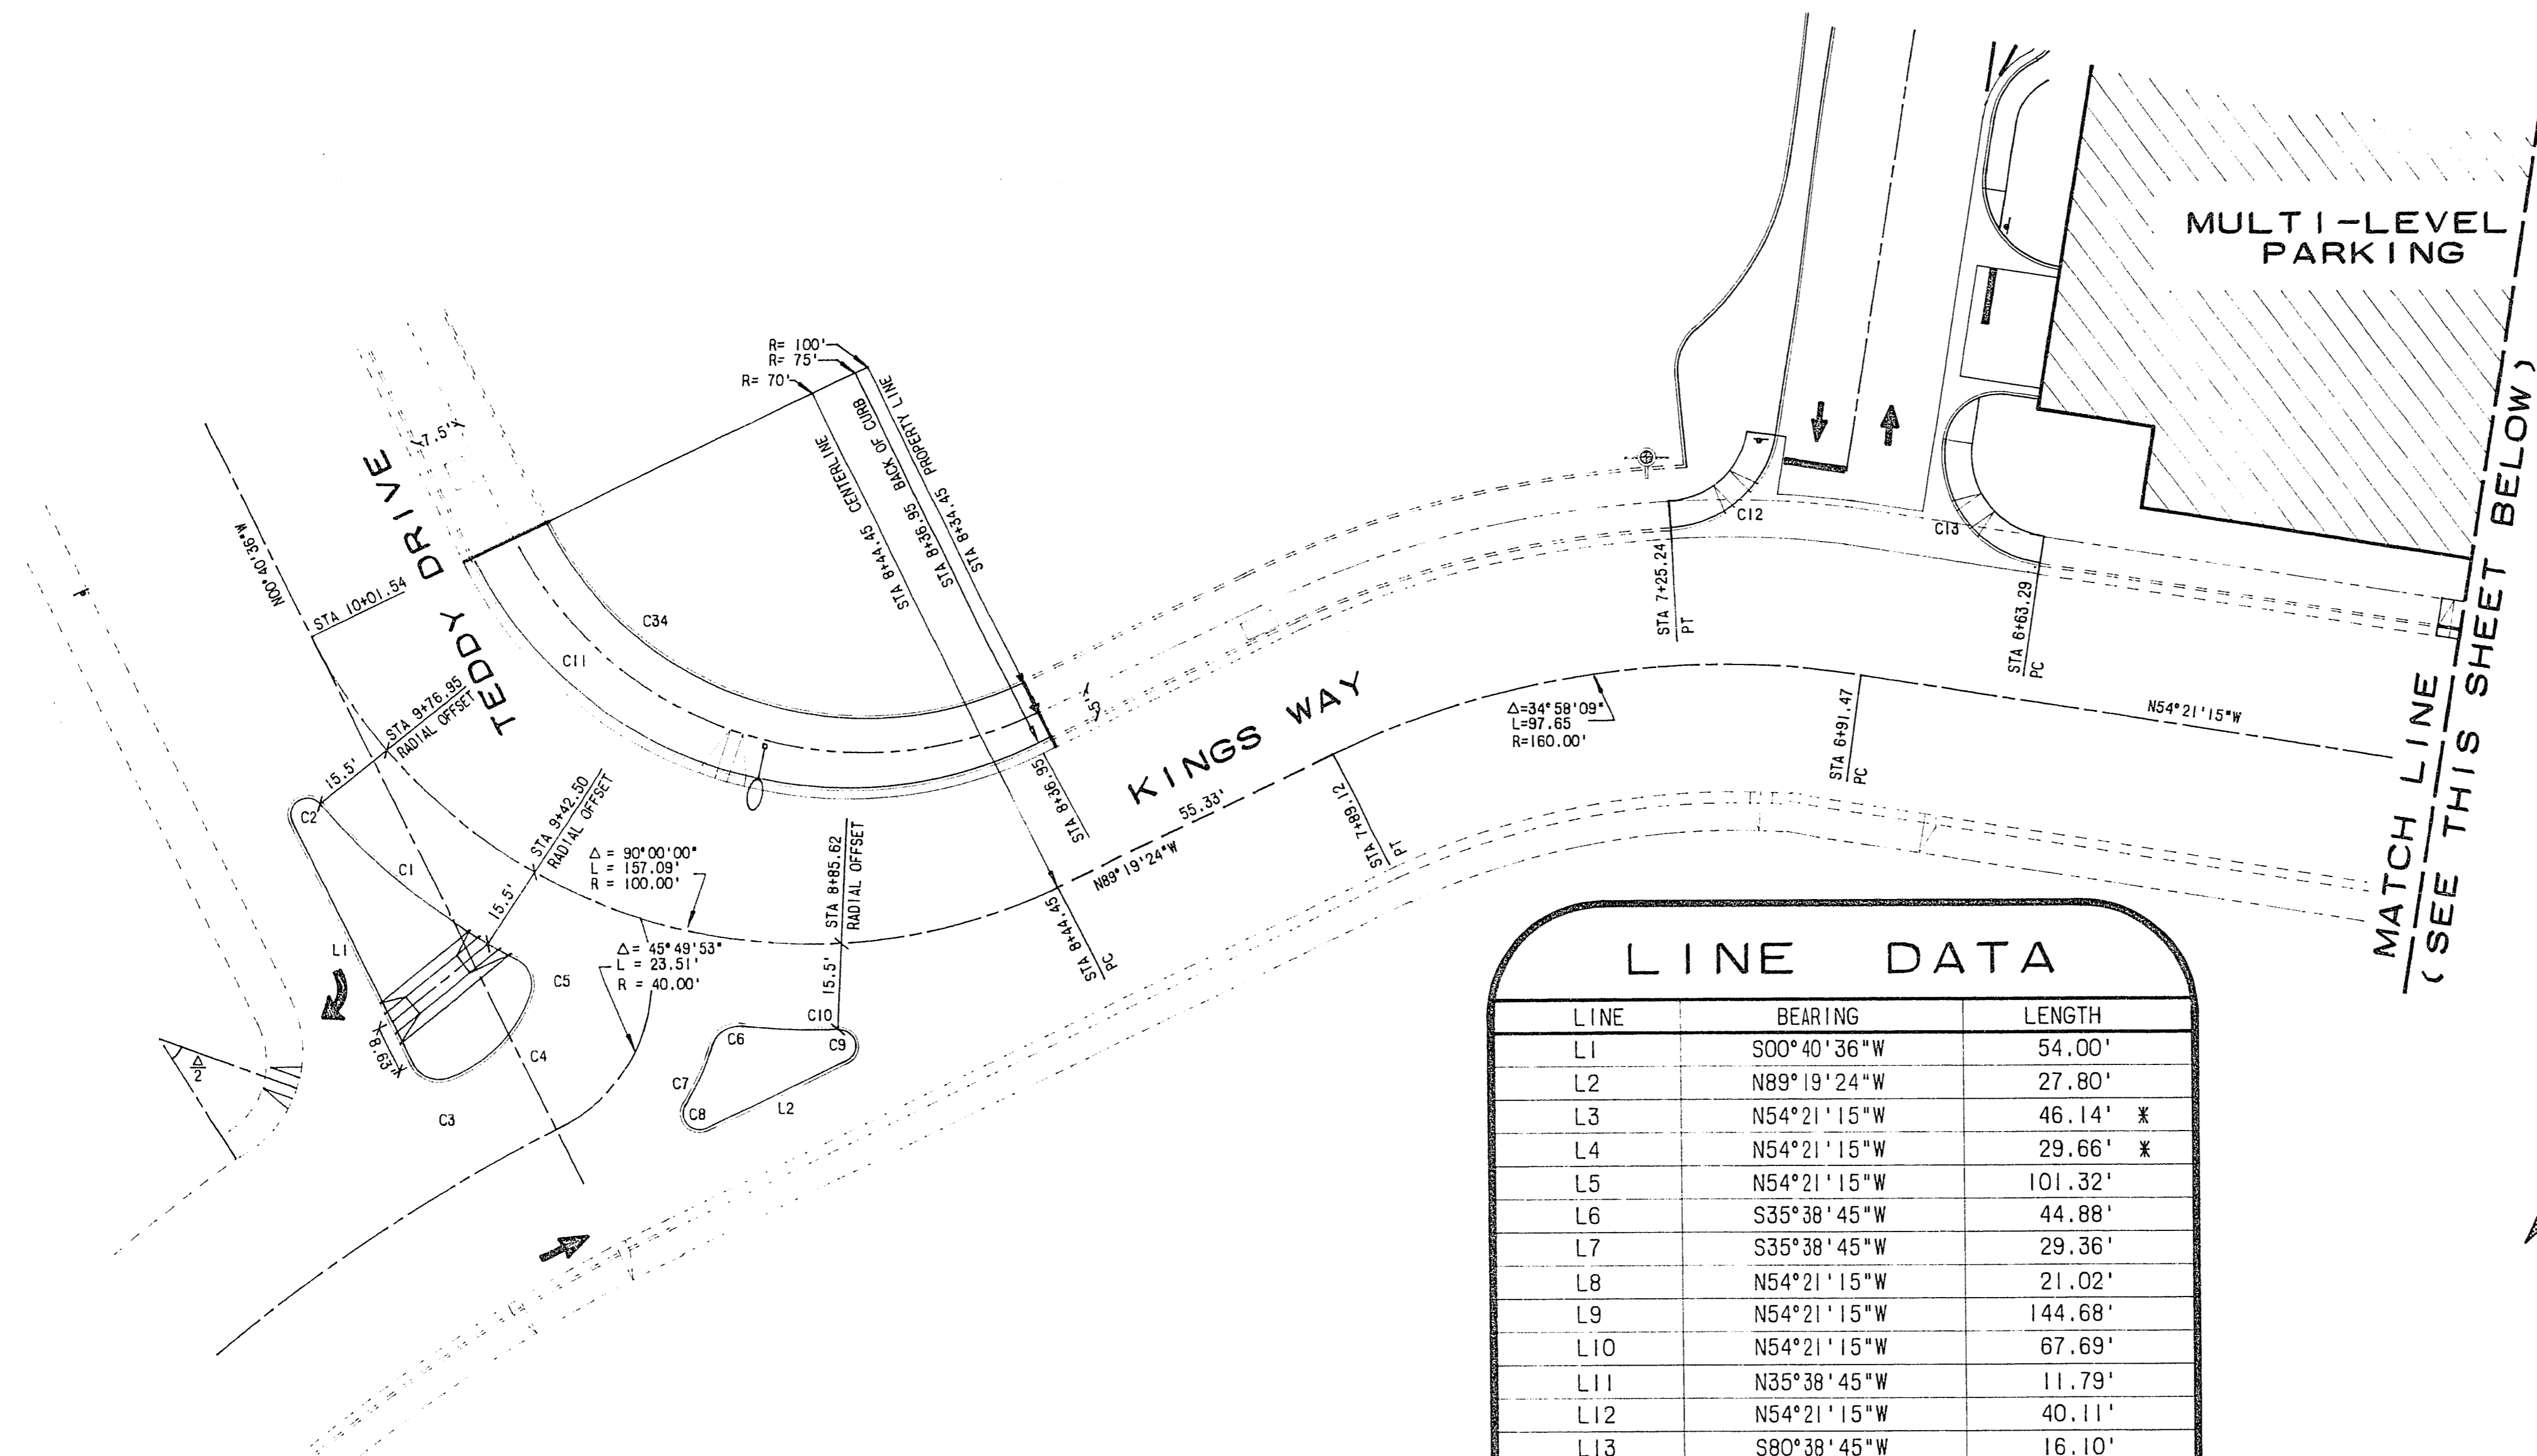 MULTI-LEVEL
PARKING
R= 100'
R= 75'
R= 70'
STA 8+44.45 CENTERLINE
STA 8+36.95 BACK OF CURB
STA 8+34.45 PROPERTY LINE
7.5'
N00°40'36"W
TEDDY DRIVE
STA 10+01.54
STA 9+76.95
RADIAL OFFSET
15.5'
C34
C11
C2
C1
STA 9+42.50
RADIAL OFFSET
15.5'
Δ = 90°00'00"
L = 157.09'
R = 100.00'
Δ= 45°49'53"
L = 23.51'
R = 40.00'
STA 8+85.62
RADIAL OFFSET
15.5'
STA 8+36.95
STA 8+44.45
PC
KINGS WAY
55.33'
N89°19'24"W
STA 7+89.12
PT
Δ=34°58'09"
L=97.65
R=160.00'
STA 7+25.24
PT
STA 6+63.29
PC
STA 6+91.47
PC
N54°21'15"W
C12
C13
L1
C5
C4
C3
C6
C7
C8
C9
C10
L2
Δ
2
MATCH LINE
(SEE THIS SHEET BELOW)
LINE DATA
LINE BEARING LENGTH
L1 S00°40'36"W 54.00'
L2 N89°19'24"W 27.80'
L3 N54°21'15"W 46.14' *
L4 N54°21'15"W 29.66' *
L5 N54°21'15"W 101.32'
L6 S35°38'45"W 44.88'
L7 S35°38'45"W 29.36'
L8 N54°21'15"W 21.02'
L9 N54°21'15"W 144.68'
L10 N54°21'15"W 67.69'
L11 N35°38'45"W 11.79'
L12 N54°21'15"W 40.11'
L13 S80°38'45"W 16.10'